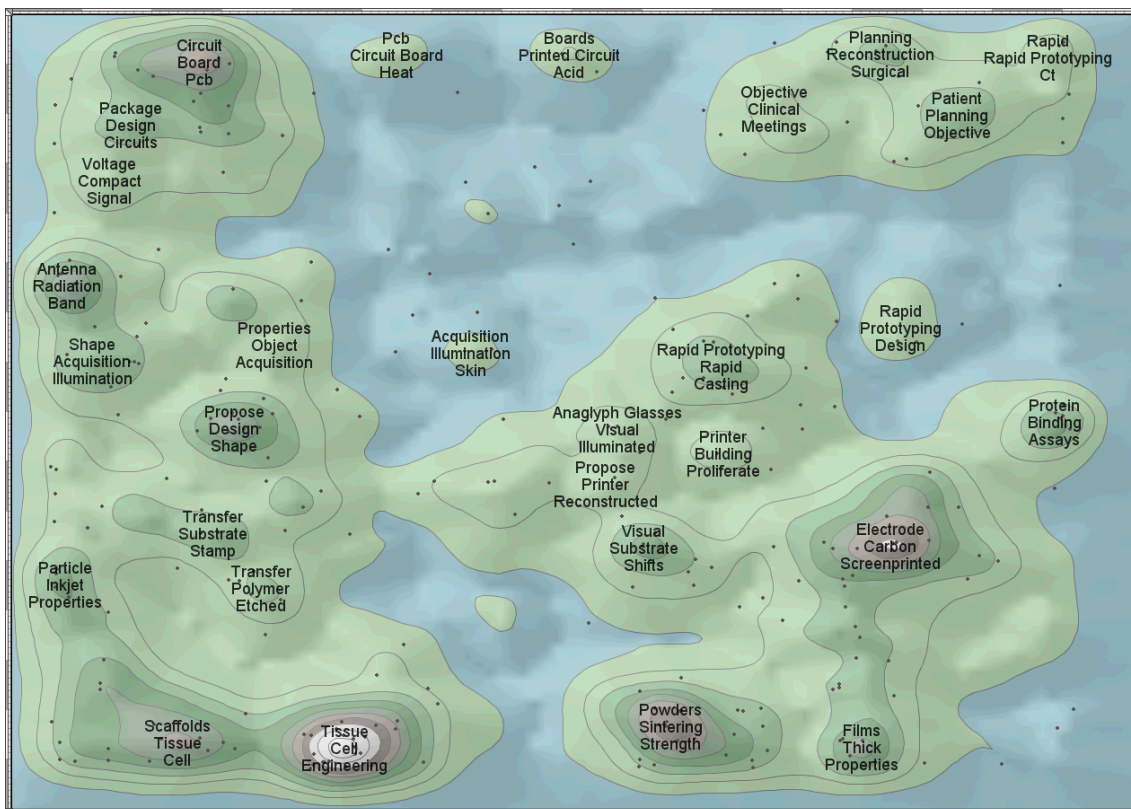 Circuit
Board
Pcb
Pcb
Circuit Board
Heat
Boards
Printed Circuit
Acid
Planning
Reconstruction
Surgical
Rapid
Rapid Prototyping
Ct
Package
Design
Circuits
Objective
Clinical
Meetings
Patient
Planning
Objective
Voltage
Compact
Signal
Antenna
Radiation
Band
Properties
Object
Acquisition
Shape
Acquisition
Illumination
Acquisition
Illumination
Skin
Rapid Prototyping
Rapid
Casting
Rapid
Prototyping
Design
Propose
Design
Shape
Anaglyph Glasses
Visual
Illuminated
Printer
Building
Proliferate
Protein
Binding
Assays
Propose
Printer
Reconstructed
Transfer
Substrate
Stamp
Visual
Substrate
Shifts
Electrode
Carbon
Screenprinted
Particle
Inkjet
Properties
Transfer
Polymer
Etched
Scaffolds
Tissue
Cell
Tissue
Cell
Engineering
Powders
Sintering
Strength
Films
Thick
Properties